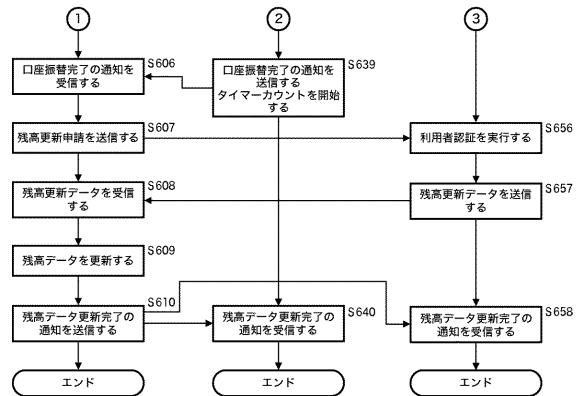 1
2
3
口座振替完了の通知を
受信する
S606
口座振替完了の通知を
送信する
タイマーカウントを開始
する
S639
残高更新申請を送信する
S607
利用者認証を実行する
S656
残高更新データを受信
する
S608
残高更新データを送信
する
S657
残高データを更新する
S609
残高データ更新完了の
通知を送信する
S610
残高データ更新完了の
通知を受信する
S640
残高データ更新完了の
通知を受信する
S658
エンド
エンド
エンド